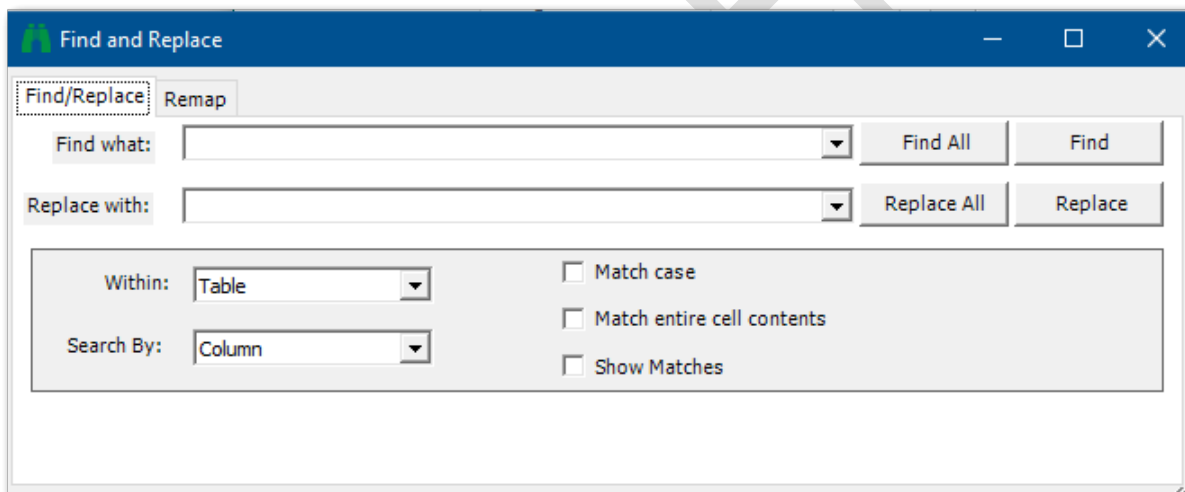 Find and Replace
Find/Replace Remap
Find what: Find All Find
Replace with: Replace All Replace
Within: Table Match case
Match entire cell contents
Search By: Column
Show Matches